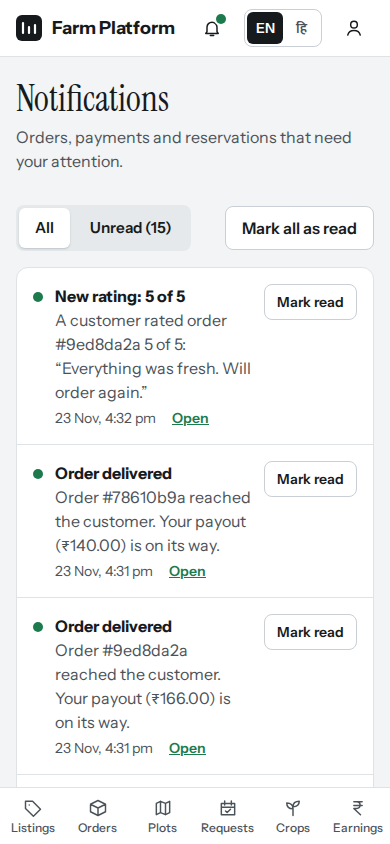 Farm Platform
EN
हि
Notifications
Orders, payments and reservations that need
your attention.
All
Unread (15)
Mark all as read
New rating: 5 of 5
Mark read
A customer rated order
#9ed8da2a 5 of 5:
“Everything was fresh. Will
order again.”
23 Nov, 4:32 pm
Open
Order delivered
Mark read
Order #78610b9a reached
the customer. Your payout
(₹140.00) is on its way.
23 Nov, 4:31 pm
Open
Order delivered
Mark read
Order #9ed8da2a
reached the customer.
Your payout (₹166.00) is
on its way.
23 Nov, 4:31 pm
Open
Listings
Orders
Plots
Requests
Crops
Earnings